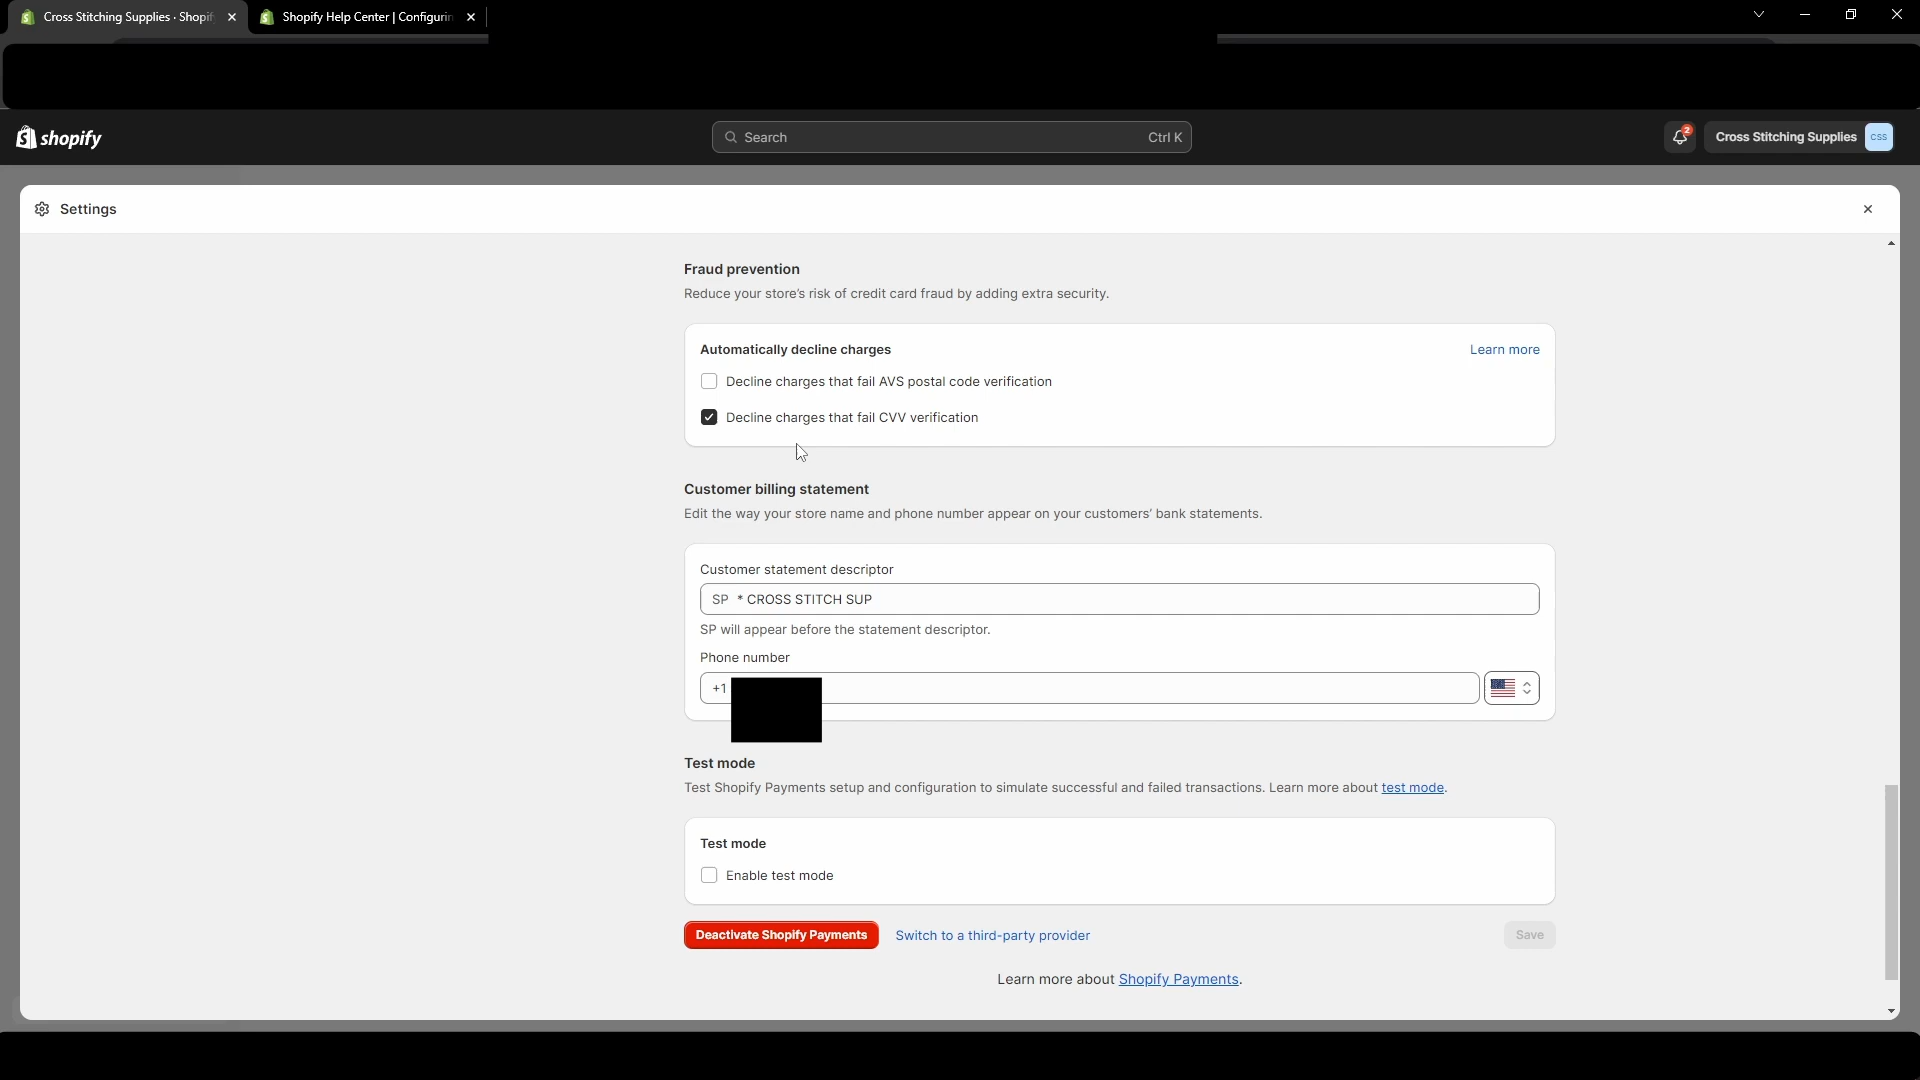 Cross Stitching Supplies · Shopif
Shopify Help Center | Configurin
shopify
Search
Ctrl K
2
Cross Stitching Supplies
CSS
Settings
Fraud prevention
Reduce your store's risk of credit card fraud by adding extra security.
Automatically decline charges
Learn more
Decline charges that fail AVS postal code verification
Decline charges that fail CVV verification
Customer billing statement
Edit the way your store name and phone number appear on your customers' bank statements.
Customer statement descriptor
SP * CROSS STITCH SUP
SP will appear before the statement descriptor.
Phone number
+1
Test mode
Test Shopify Payments setup and configuration to simulate successful and failed transactions. Learn more about test mode.
Test mode
Enable test mode
Deactivate Shopify Payments
Switch to a third-party provider
Save
Learn more about Shopify Payments.